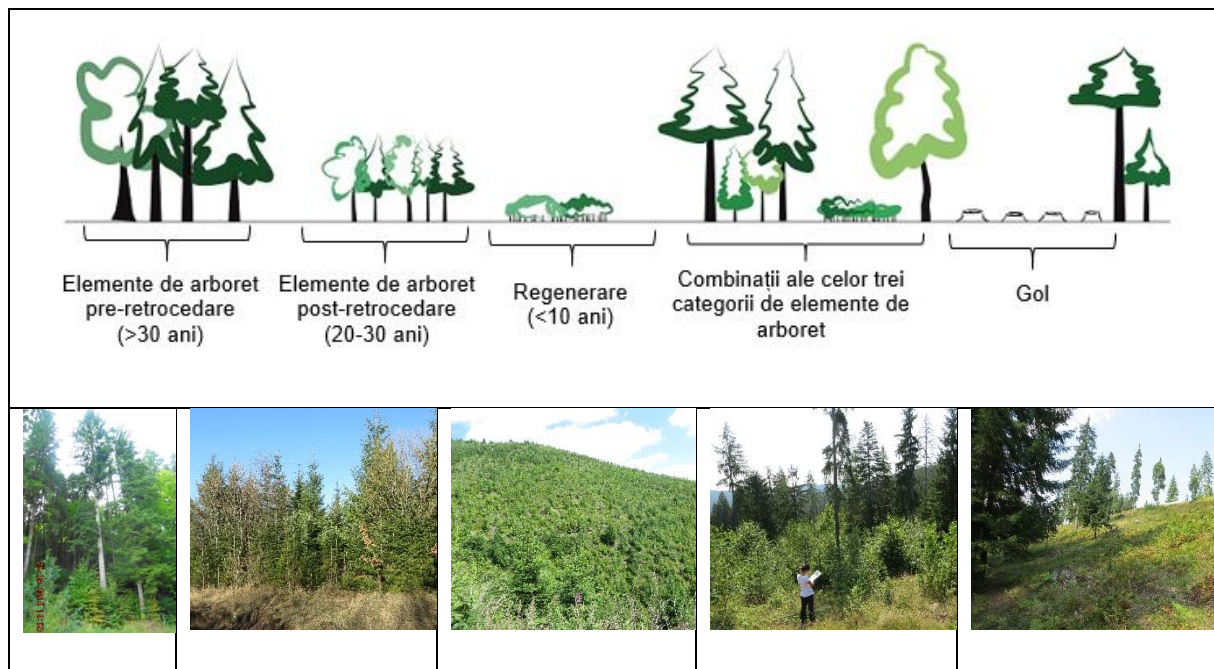 Elemente de arboret
pre-retrocedare
(>30 ani)
Elemente de arboret
post-retrocedare
(20-30 ani)
Regenerare
(<10 ani)
Combinații ale celor trei
categorii de elemente de
arboret
Gol